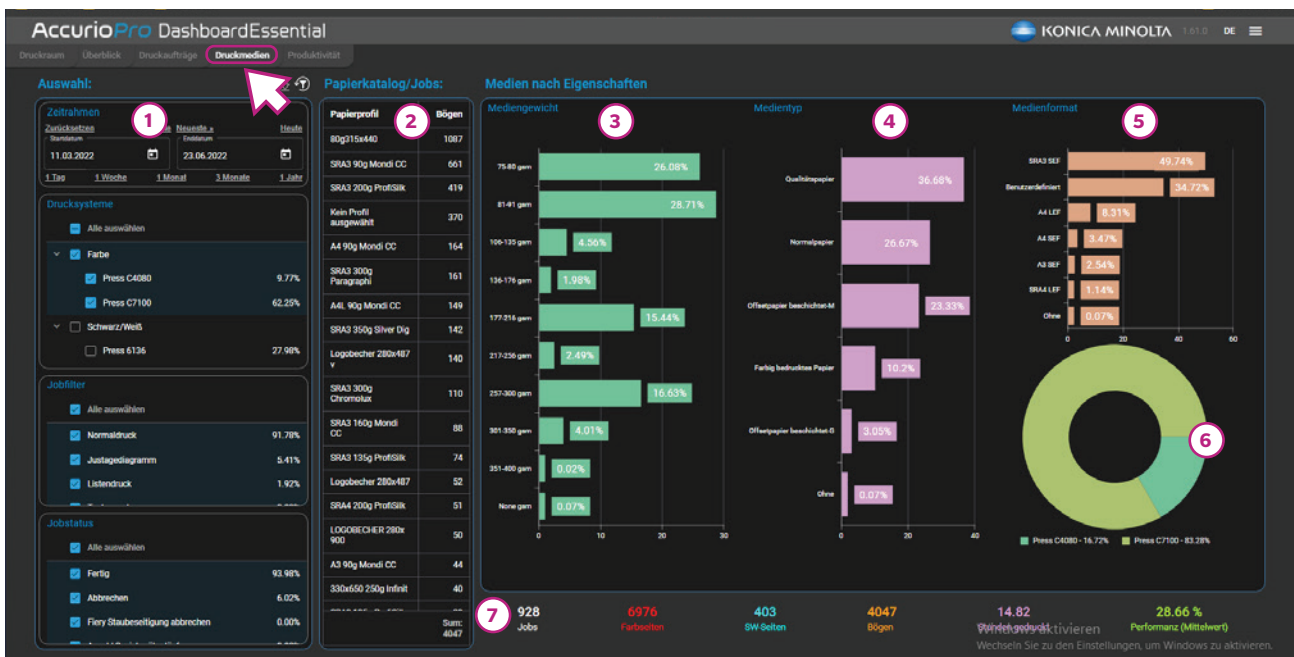 AccurioPro DashboardEssential
KONICA MINOLTA 1.61.0 DE
Druckraum Überblick Druckaufträge Druckmedien Produktivität
Auswahl:
Zeitrahmen
1
Zurücksetzen Neueste » Heute
Startdatum Enddatum
11.03.2022 23.06.2022
1 Tag 1 Woche 1 Monat 3 Monate 1 Jahr
Drucksysteme
Alle auswählen
Farbe
Press C4080 9.77%
Press C7100 62.25%
Schwarz/Weiß
Press 6136 27.98%
Jobfilter
Alle auswählen
Normaldruck 91.78%
Justagediagramm 5.41%
Listendruck 1.92%
Jobstatus
Alle auswählen
Fertig 93.98%
Abbrechen 6.02%
Fiery Staubeseitigung abbrechen 0.00%
Papierkatalog/Jobs:
Papierprofil 2 Bögen
80g315x440 1087
SRA3 90g Mondi CC 661
SRA3 200g ProfiSilk 419
Kein Profil
ausgewählt 370
A4 90g Mondi CC 164
SRA3 300g
Paragraphi 161
A4L 90g Mondi CC 149
SRA3 350g Silver Dig 142
Logobecher 280x487
v 140
SRA3 300g
Chromolux 110
SRA3 160g Mondi
CC 88
SRA3 135g ProfiSilk 74
Logobecher 280x487 52
SRA4 200g ProfiSilk 51
LOGOBECHER 280x
900 50
A3 90g Mondi CC 44
330x650 250g Infinit 40
Sum:
4047
Medien nach Eigenschaften
Mediengewicht
3
75-80 gsm 26.08%
81-91 gsm 28.71%
106-135 gsm 4.56%
136-176 gsm 1.98%
177-216 gsm 15.44%
217-256 gsm 2.49%
257-300 gsm 16.63%
301-350 gsm 4.01%
351-400 gsm 0.02%
None gsm 0.07%
0 10 20 30
Medientyp
4
Qualitätspapier 36.68%
Normalpapier 26.67%
Offsetpapier beschichtet-M 23.33%
Farbig bedrucktes Papier 10.2%
Offsetpapier beschichtet-G 3.05%
Ohne 0.07%
0 20 40
Medienformat
5
SRA3 SEF 49.74%
Benutzerdefiniert 34.72%
A4 LEF 8.31%
A4 SEF 3.47%
A3 SEF 2.54%
SRA4 LEF 1.14%
Ohne 0.07%
0 20 40 60
6
Press C4080 - 16.72% Press C7100 - 83.28%
7
928
Jobs
6976
Farbseiten
403
SW-Seiten
4047
Bögen
14.82
Stunden gedruckt
28.66 %
Performanz (Mittelwert)
Windows aktivieren
Wechseln Sie zu den Einstellungen, um Windows zu aktivieren.